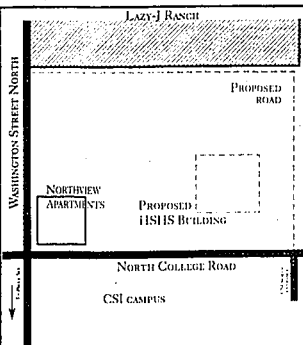 LAZY-J RANCH
PROPOSED
ROAD
WASHINGTON STREET NORTH
NORTHVIEW
APARTMENTS
PROPOSED
HSHS BUILDING
NORTH COLLEGE ROAD
CSI CAMPUS